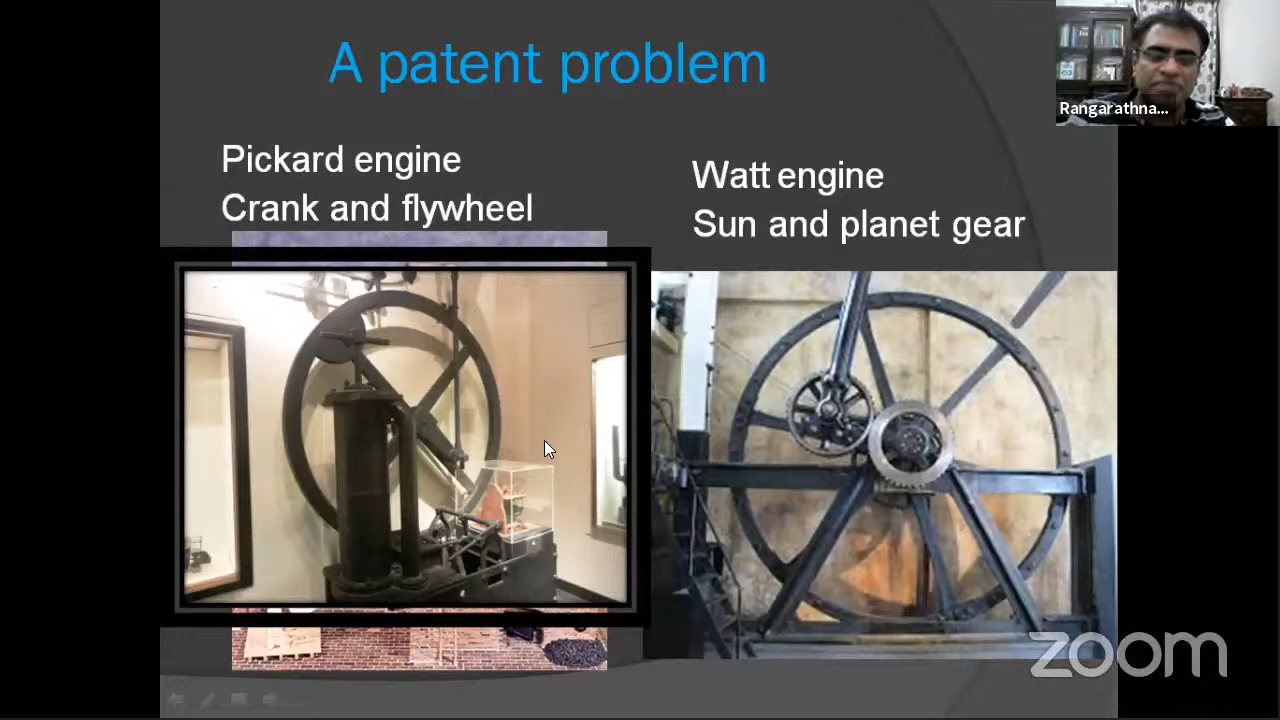 A patent problem
Rangarathna...
Pickard engine
Crank and flywheel
Watt engine
Sun and planet gear
zoom